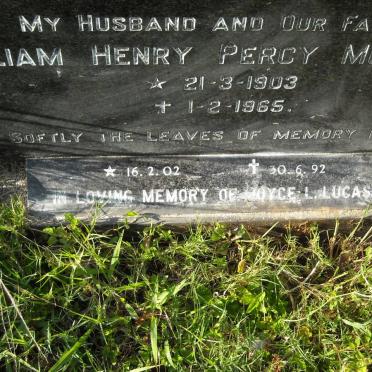 My Husband and Our Fa
liam Henry Percy M
★ 21-3-1903
✝ 1-2-1965.
Softly the leaves of memory
★ 16.2.02 ✝ 30.6.92
IN LOVING MEMORY OF JOYCE L. LUCAS